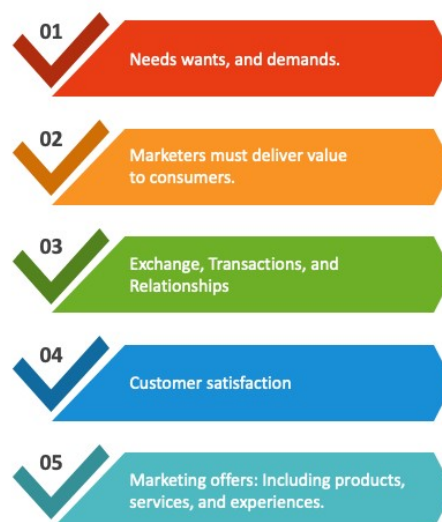 01
Needs wants, and demands.
02
Marketers must deliver value
to consumers.
03
Exchange, Transactions, and
Relationships
04
Customer satisfaction
05
Marketing offers: Including products,
services, and experiences.